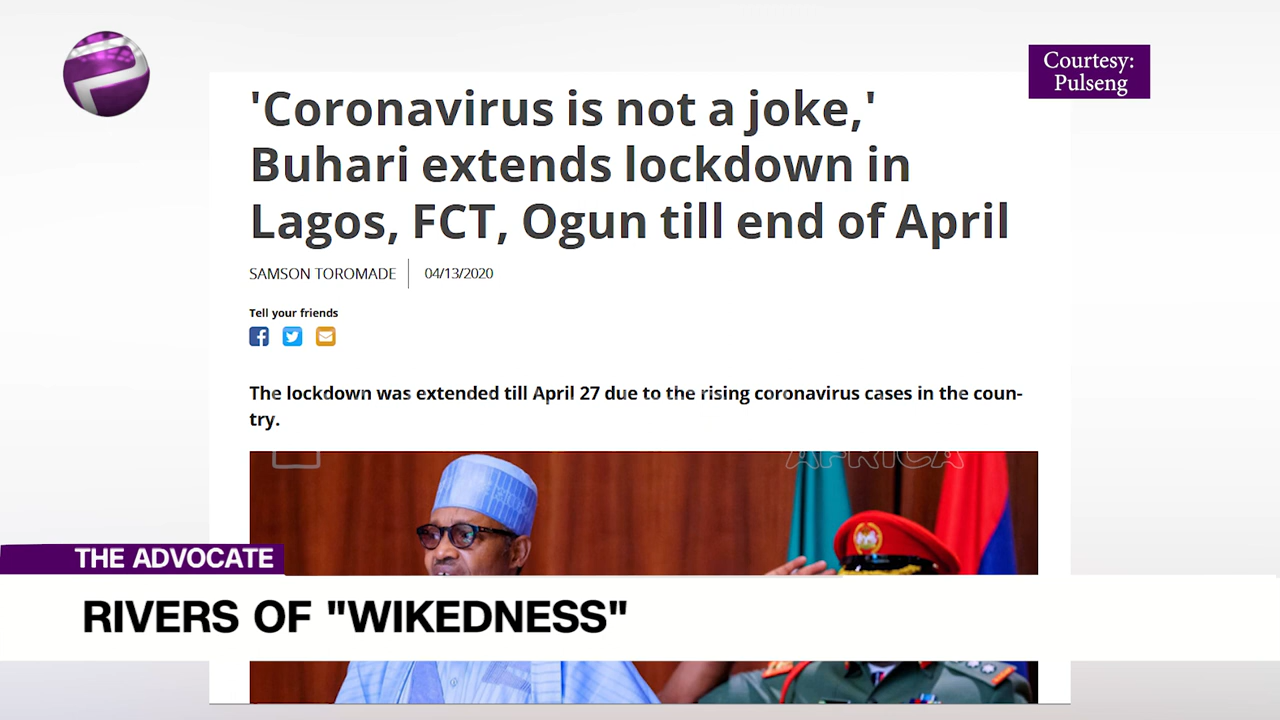 Courtesy:
Pulseng
'Coronavirus is not a joke,'
Buhari extends lockdown in
Lagos, FCT, Ogun till end of April
SAMSON TOROMADE
04/13/2020
Tell your friends
The lockdown was extended till April 27 due to the rising coronavirus cases in the coun-
try.
AFRICA
THE ADVOCATE
RIVERS OF "WIKEDNESS"